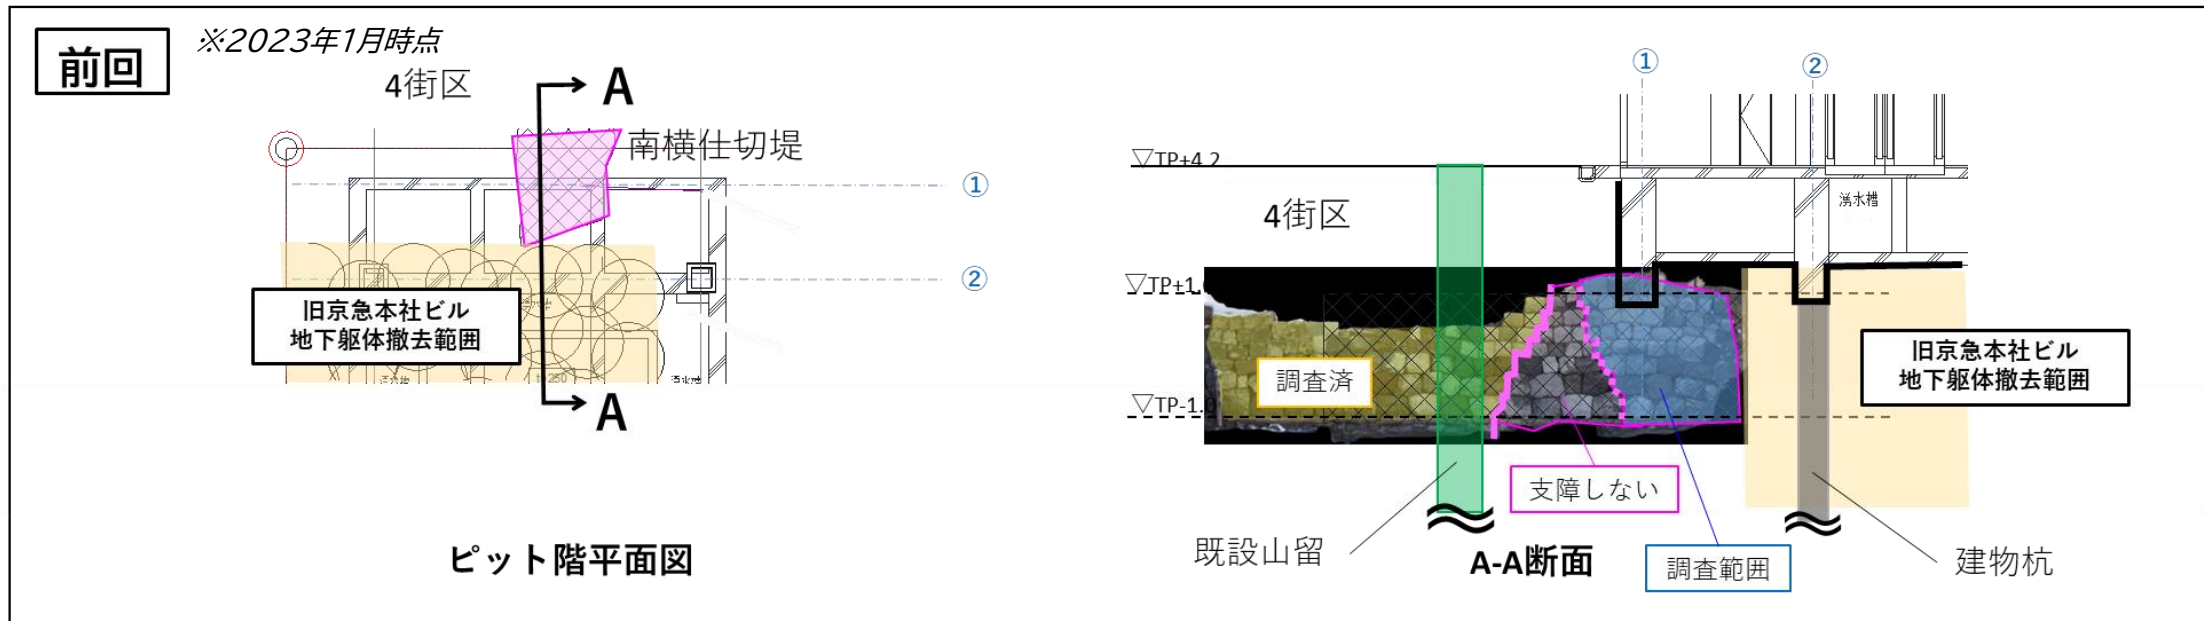 前回
※2023年1月時点
4街区
A
南横仕切堤
①
②
旧京急本社ビル
地下躯体撤去範囲
A
ピット階平面図
①
②
▽TP+4.2
4街区
湧水槽
▽TP+1.
調査済
▽TP-1.0
旧京急本社ビル
地下躯体撤去範囲
支障しない
既設山留
A-A断面
調査範囲
建物杭